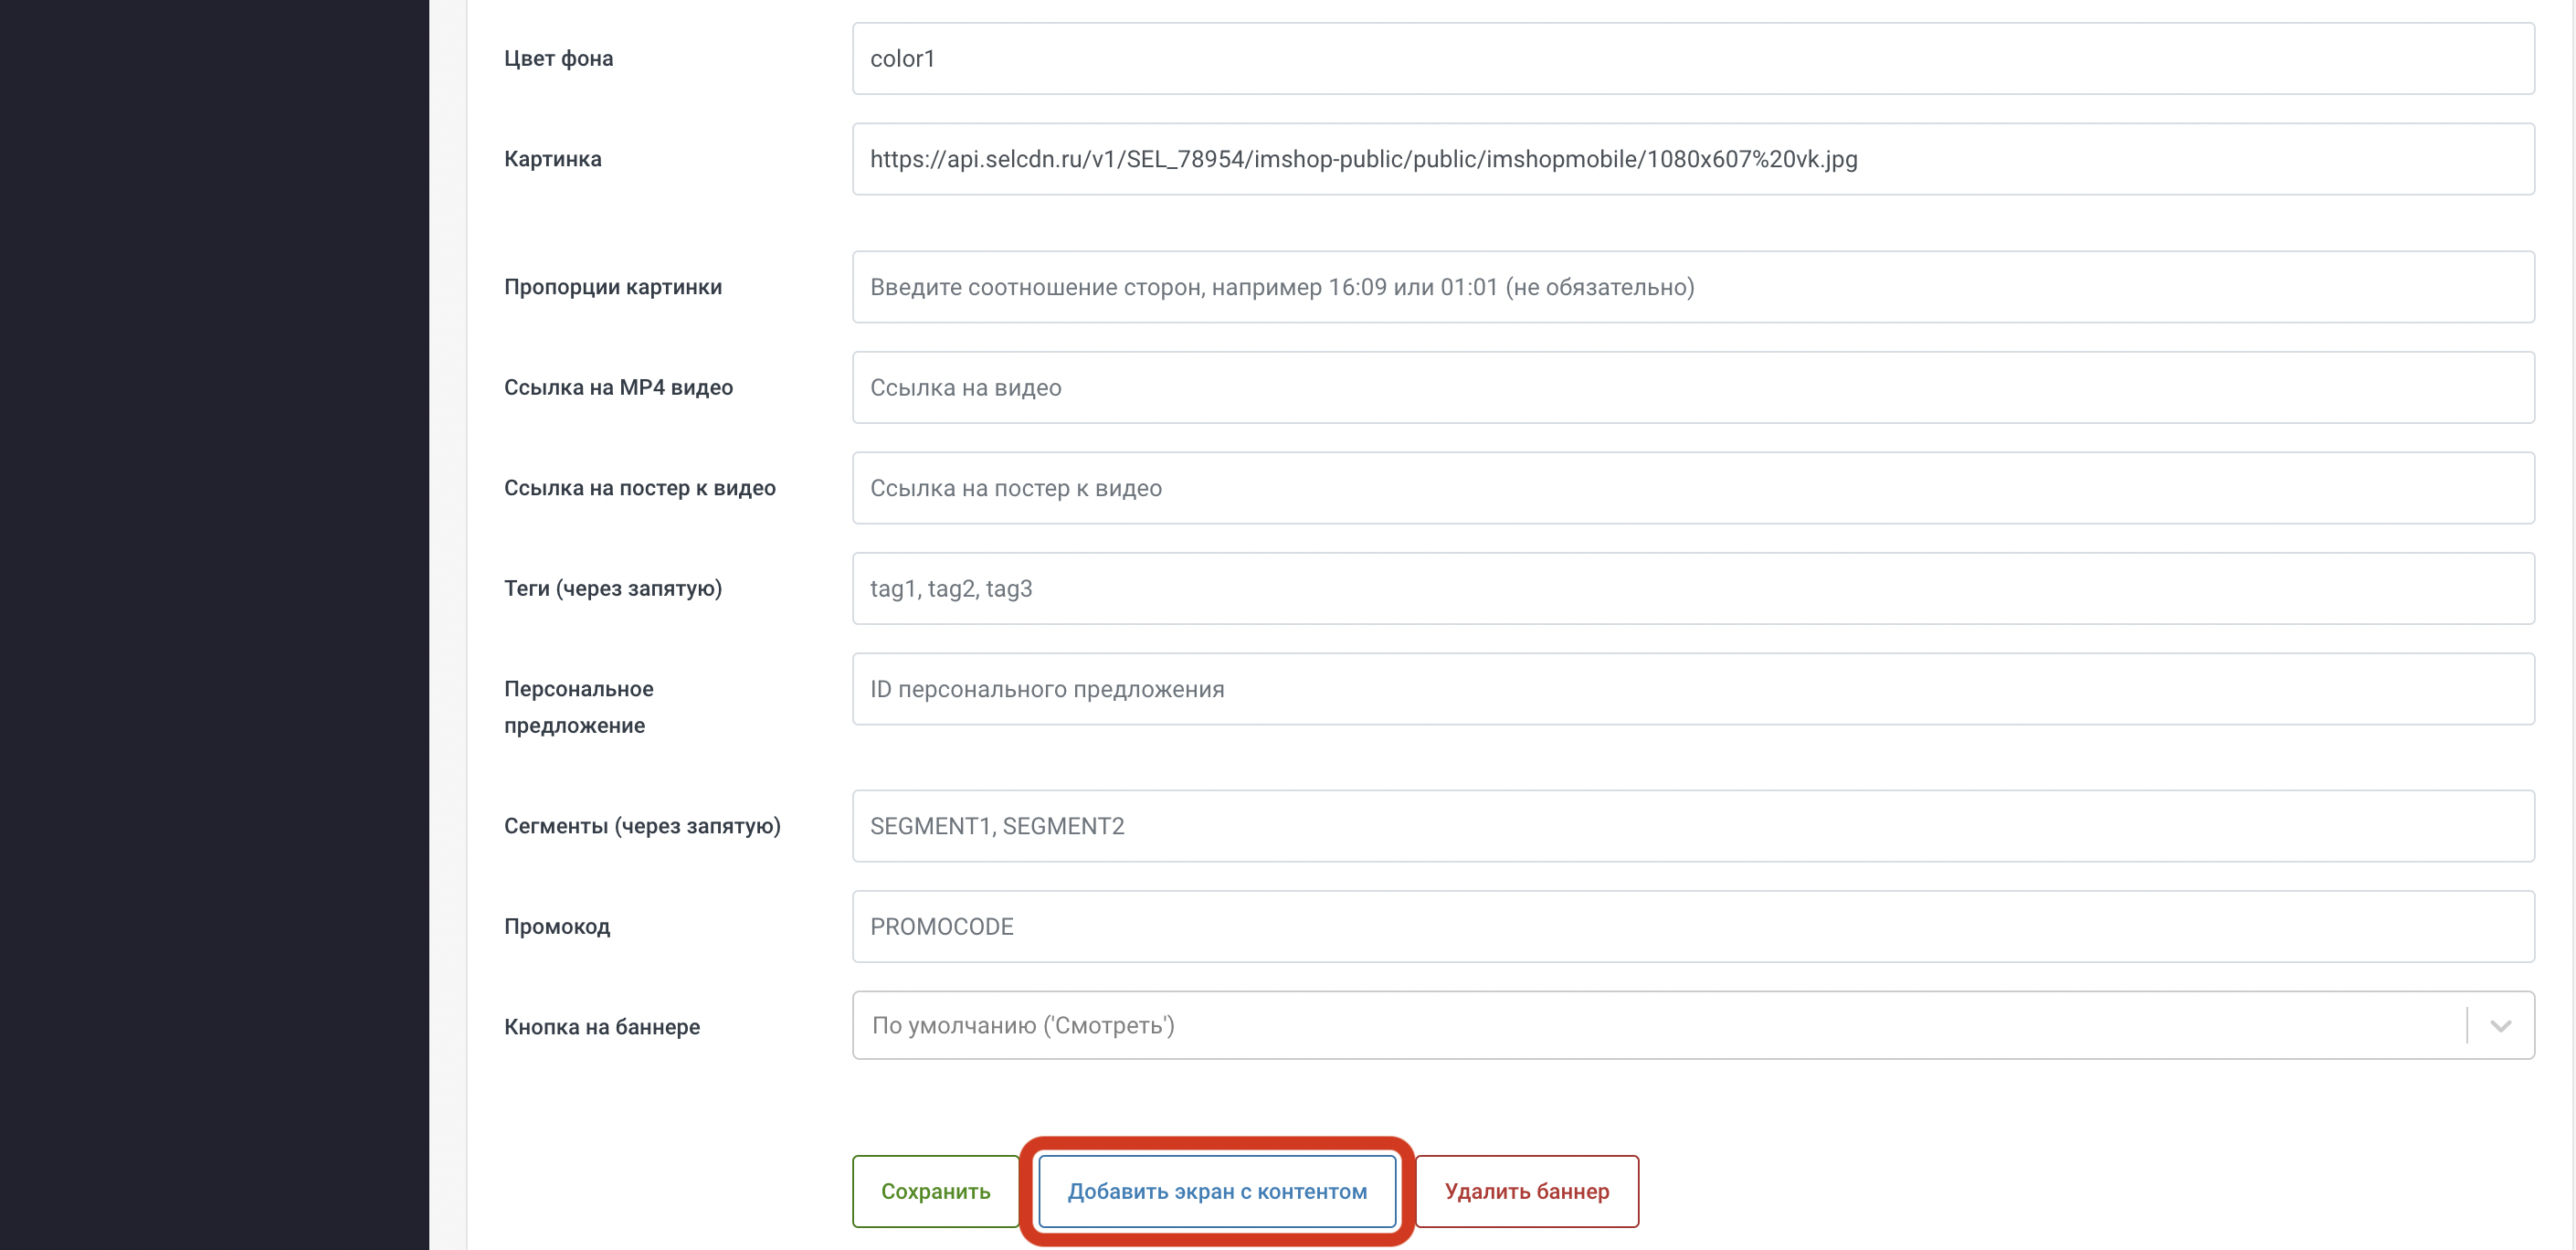 Цвет фона
color1
Картинка
https://api.selcdn.ru/v1/SEL_78954/imshop-public/public/imshopmobile/1080x607%20vk.jpg
Пропорции картинки
Введите соотношение сторон, например 16:09 или 01:01 (не обязательно)
Ссылка на MP4 видео
Ссылка на видео
Ссылка на постер к видео
Ссылка на постер к видео
Теги (через запятую)
tag1, tag2, tag3
Персональное
предложение
ID персонального предложения
Сегменты (через запятую)
SEGMENT1, SEGMENT2
Промокод
PROMOCODE
Кнопка на баннере
По умолчанию ('Смотреть')
Сохранить
Добавить экран с контентом
Удалить баннер